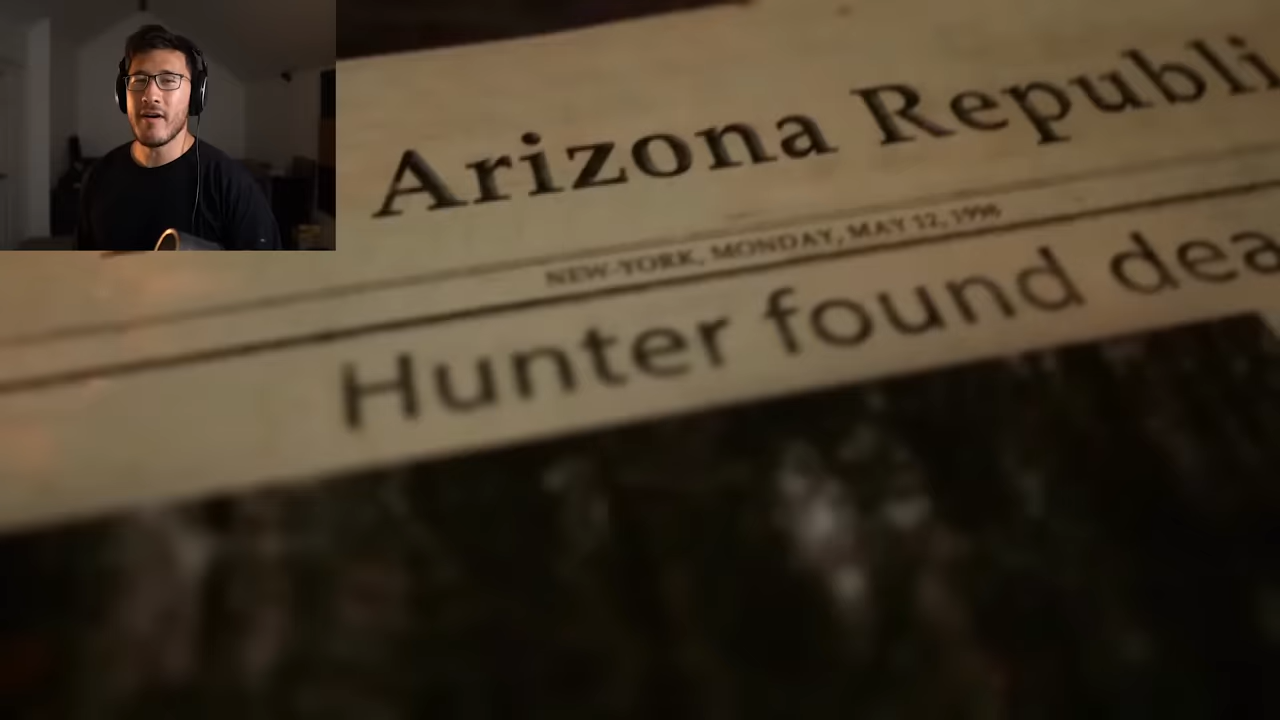 Arizona Republi
NEW-YORK, MONDAY, MAY 12, 1996
Hunter found dea